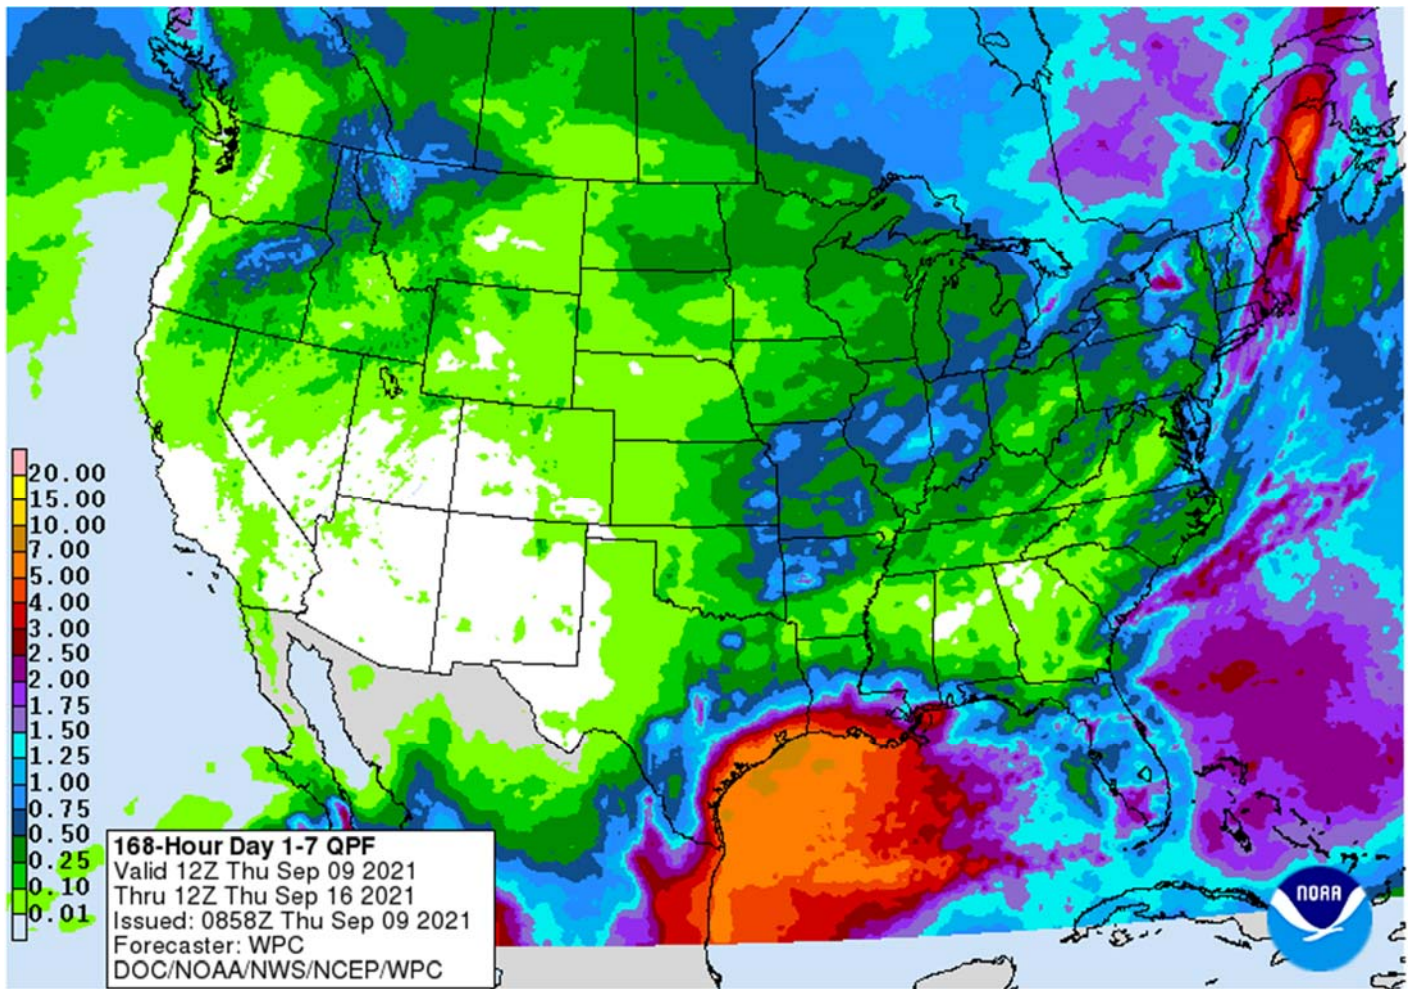 20.00
15.00
10.00
7.00
5.00
4.00
3.00
2.50
2.00
1.75
1.50
1.25
1.00
0.75
0.50
0.25
0.10
0.01
168-Hour Day 1-7 QPF
Valid 12Z Thu Sep 09 2021
Thru 12Z Thu Sep 16 2021
Issued: 0858Z Thu Sep 09 2021
Forecaster: WPC
DOC/NOAA/NWS/NCEP/WPC
NOAA